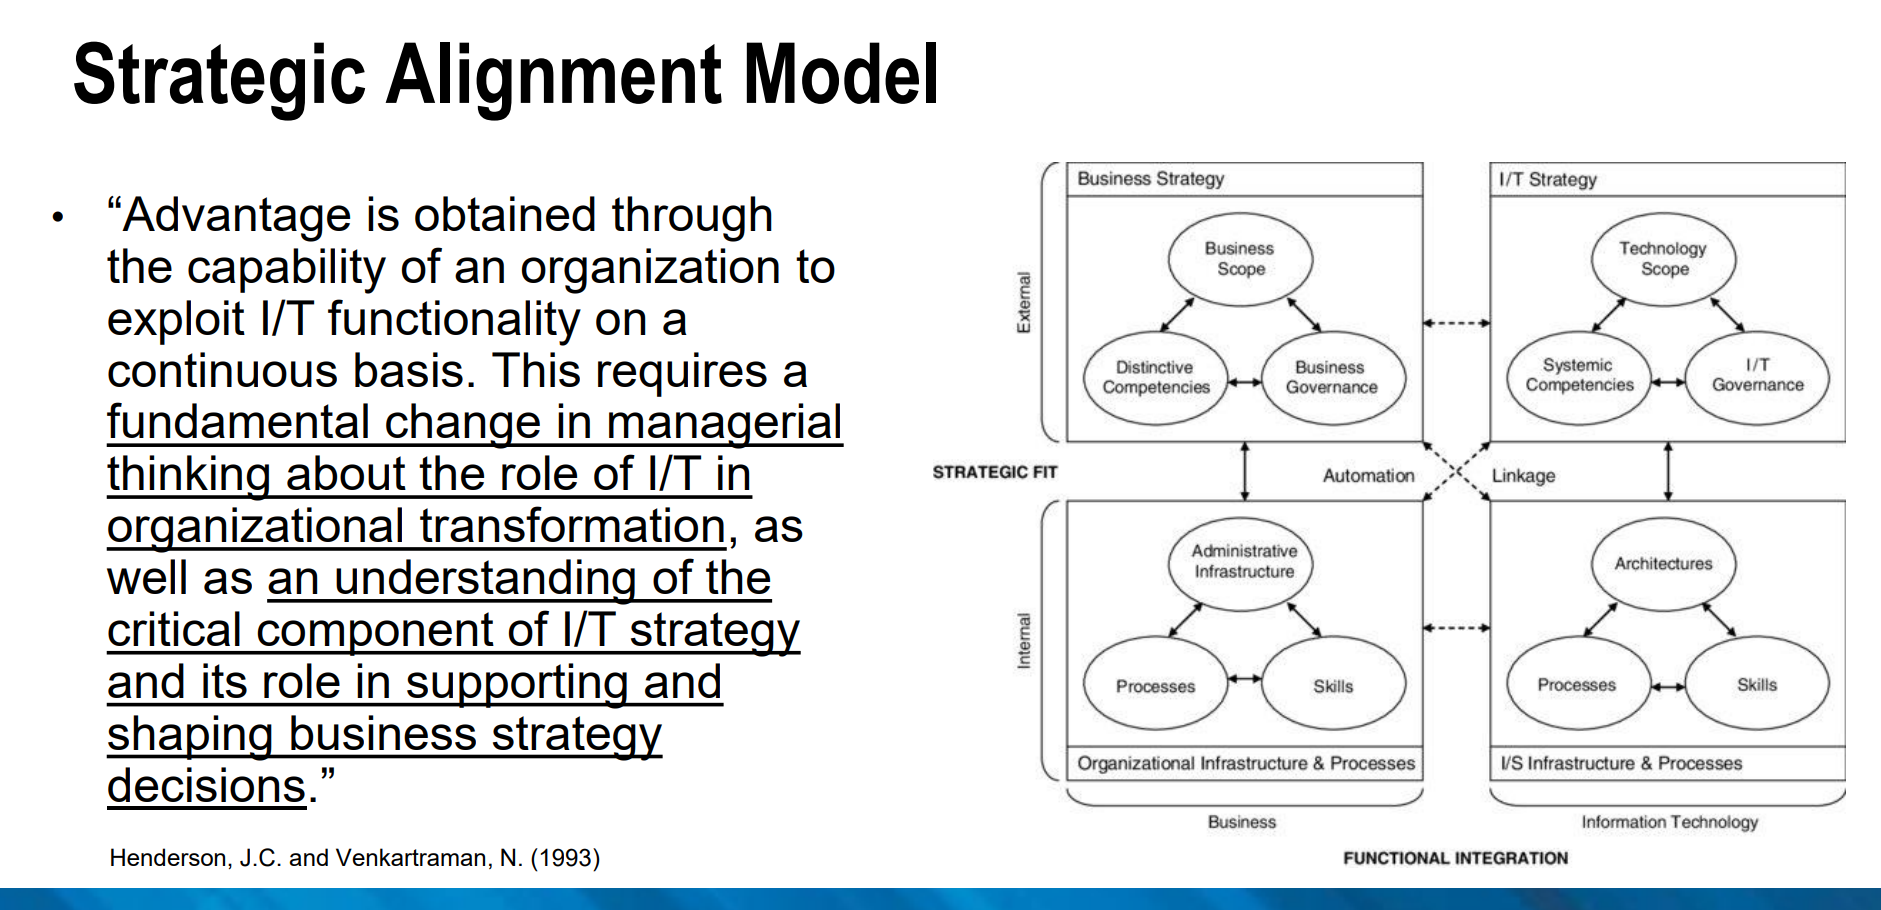 Strategic Alignment Model
• “Advantage is obtained through
the capability of an organization to
exploit I/T functionality on a
continuous basis. This requires a
fundamental change in managerial
thinking about the role of I/T in
organizational transformation, as
well as an understanding of the
critical component of I/T strategy
and its role in supporting and
shaping business strategy
decisions.”
Henderson, J.C. and Venkartraman, N. (1993)
External
Business Strategy
Business
Scope
Distinctive
Competencies
Business
Governance
I/T Strategy
Technology
Scope
Systemic
Competencies
I/T
Governance
STRATEGIC FIT
Automation
Linkage
Internal
Administrative
Infrastructure
Processes
Skills
Organizational Infrastructure & Processes
Architectures
Processes
Skills
I/S Infrastructure & Processes
Business
Information Technology
FUNCTIONAL INTEGRATION